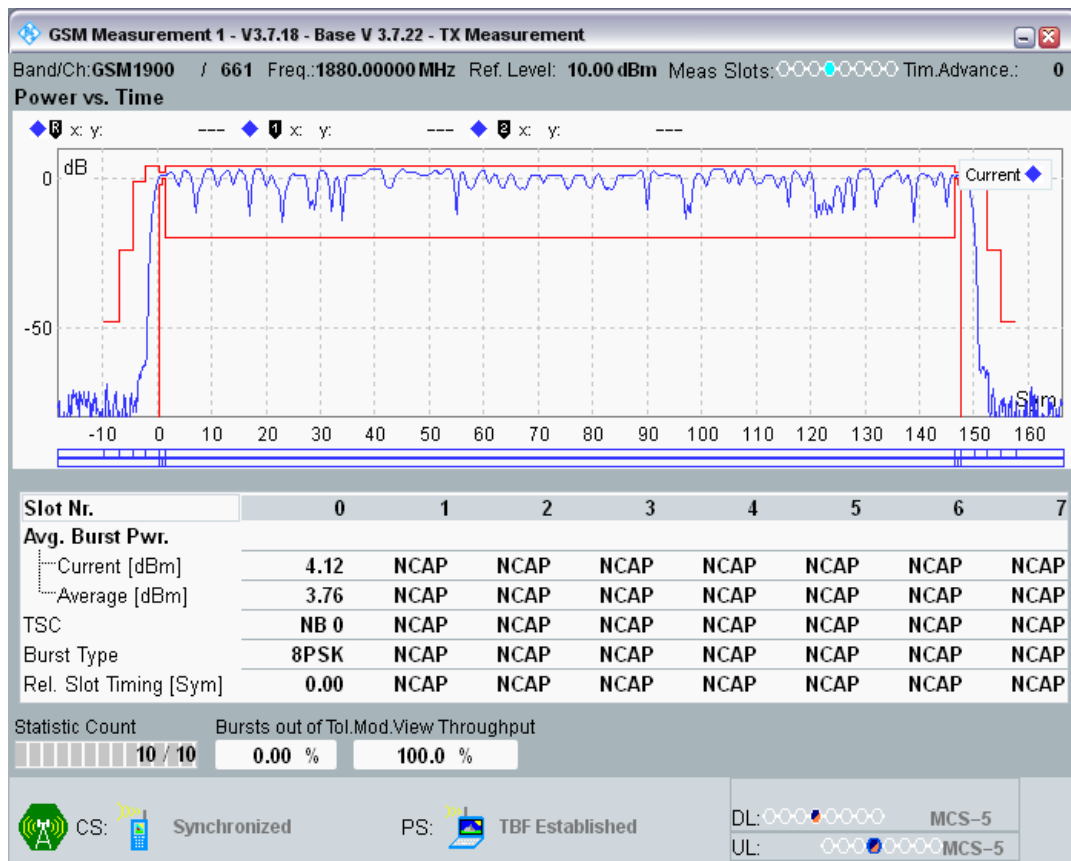 GSM Measurement 1 - V3.7.18 - Base V 3.7.22 - TX Measurement
Band/Ch:GSM1900 / 661 Freq.:1880.00000 MHz Ref. Level: 10.00 dBm Meas Slots: Tim.Advance.: 0
Power vs. Time
R x: y: --- 1 x: y: --- 2 x: y: ---
dB
0
Current
-50
Sym
-10 0 10 20 30 40 50 60 70 80 90 100 110 120 130 140 150 160
Slot Nr. 0 1 2 3 4 5 6 7
Avg. Burst Pwr.
Current [dBm] 4.12 NCAP NCAP NCAP NCAP NCAP NCAP NCAP
Average [dBm] 3.76 NCAP NCAP NCAP NCAP NCAP NCAP NCAP
TSC NB 0 NCAP NCAP NCAP NCAP NCAP NCAP NCAP
Burst Type 8PSK NCAP NCAP NCAP NCAP NCAP NCAP NCAP
Rel. Slot Timing [Sym] 0.00 NCAP NCAP NCAP NCAP NCAP NCAP NCAP
Statistic Count Bursts out of Tol.Mod.View Throughput
10 / 10 0.00 % 100.0 %
CS: Synchronized PS: TBF Established
DL: MCS-5
UL: MCS-5